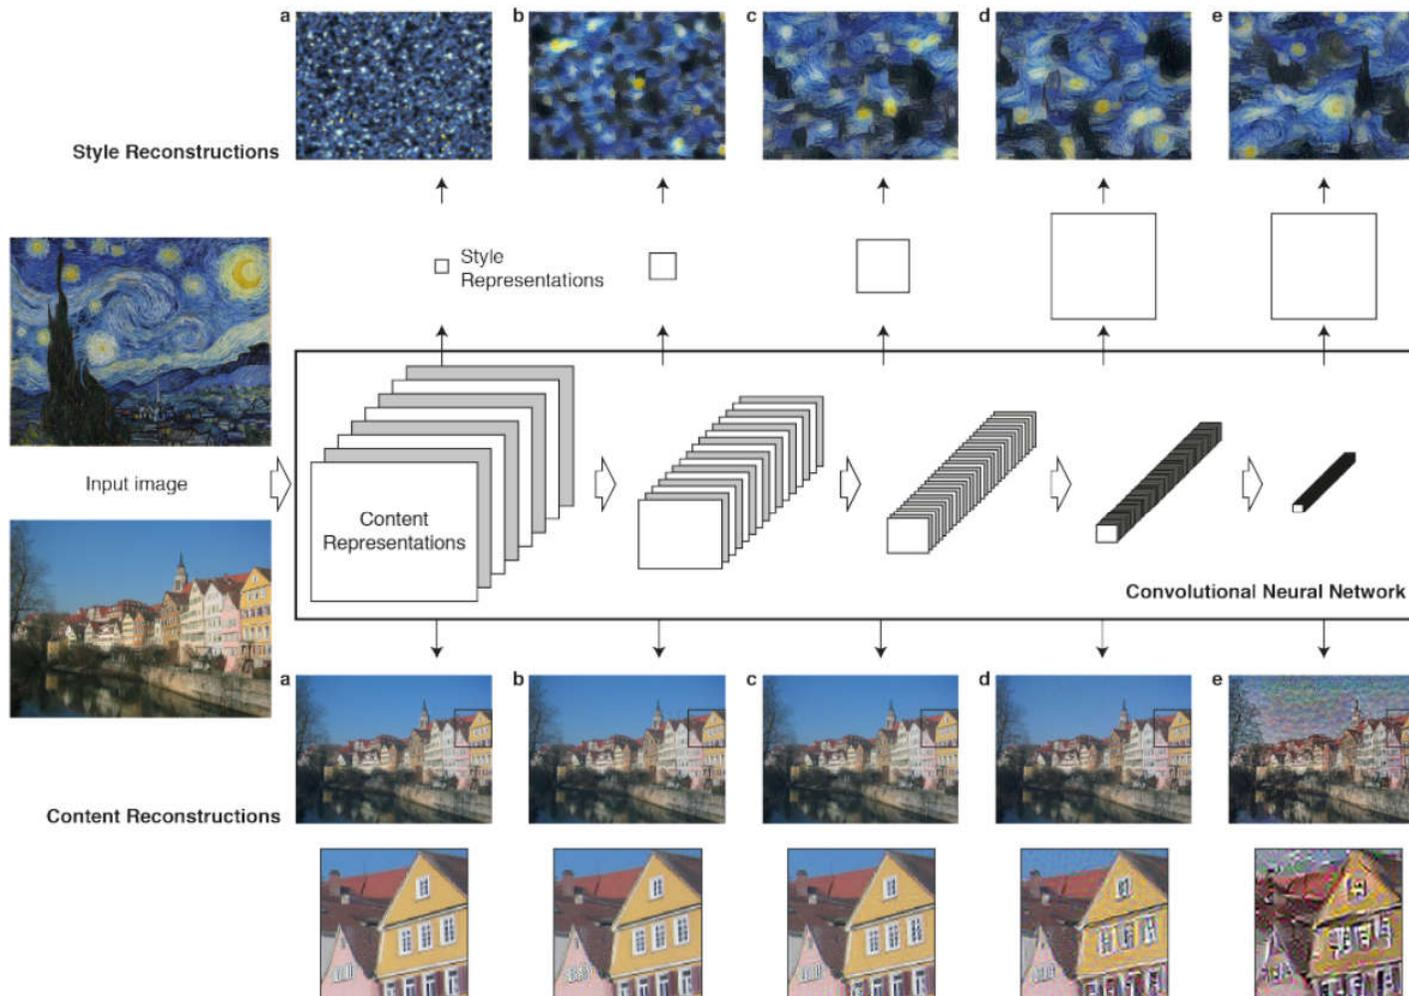 a
b
c
d
e
Style Reconstructions
Style
Representations
Input image
Content
Representations
Convolutional Neural Network
a
b
c
d
e
Content Reconstructions